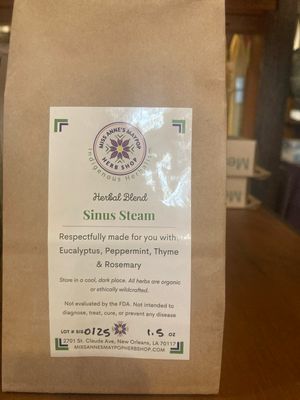 MISS ANNE'S MAYPOP
HERB SHOP
Indigenous Herbalist
Herbal Blend
Sinus Steam
Respectfully made for you with
Eucalyptus, Peppermint, Thyme
& Rosemary
Store in a cool, dark place. All herbs are organic
or ethically wildcrafted.
Not evaluated by the FDA. Not intended to
diagnose, treat, cure, or prevent any disease
LOT # SIS 0125 1.5 OZ
2701 St. Claude Ave, New Orleans, LA 70117
MISSANNESMAYPOPHERBSHOP.COM
Me